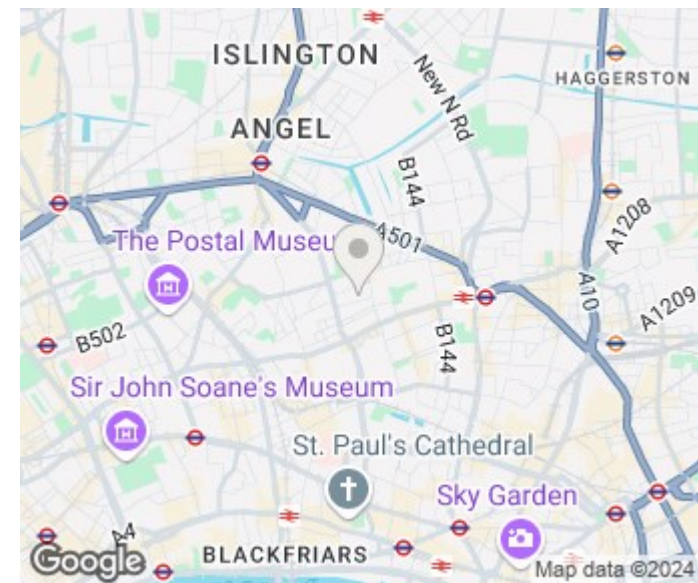 ISLINGTON
New N Rd
HAGGERSTON
ANGEL
B144
A501
A1208
The Postal Museu
A10
A1209
B502
B144
Sir John Soane's Museum
St. Paul's Cathedral
Sky Garden
A4
BLACKFRIARS
Google
Map data ©2024